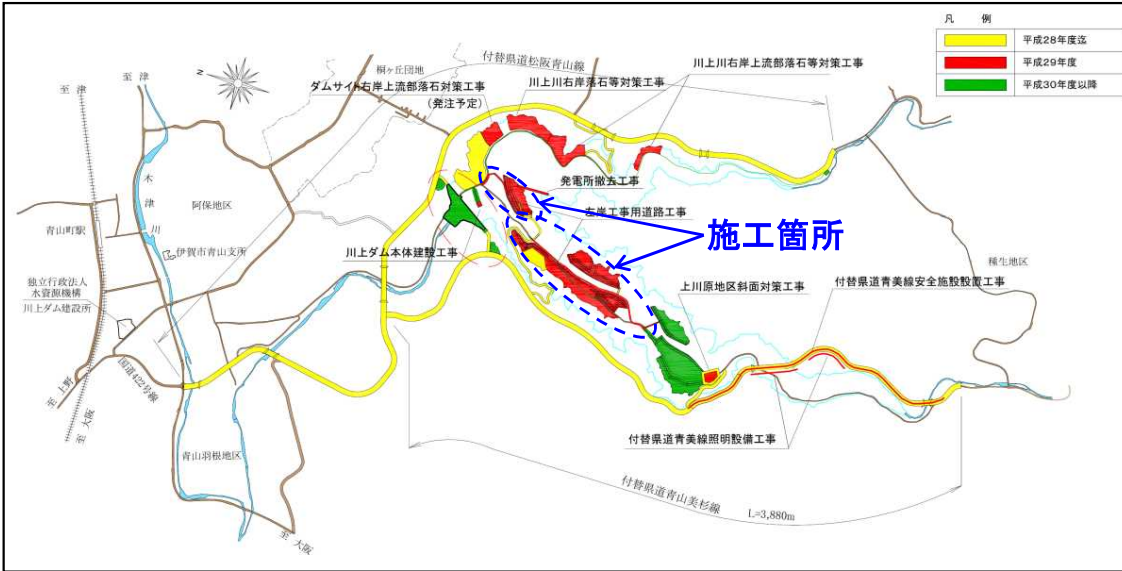 凡 例
平成28年度迄
平成29年度
平成30年度以降
付替県道松阪青山線
桐ヶ丘団地
川上川右岸上流部落石等対策工事
ダムサイト右岸上流部落石対策工事
(発注予定)
川上川右岸落石等対策工事
N
至 津
至 津
木津川
阿保地区
発電所撤去工事
左岸工事用道路工事
施工箇所
青山町駅
伊賀市青山支所
川上ダム本体建設工事
種生地区
独立行政法人
水資源機構
川上ダム建設所
上川原地区斜面対策工事
付替県道青美線安全施設設置工事
国道422号線
至 上野
至 大阪
付替県道青美線照明設備工事
青山羽根地区
付替県道青山美杉線
L=3,880m
至 大阪